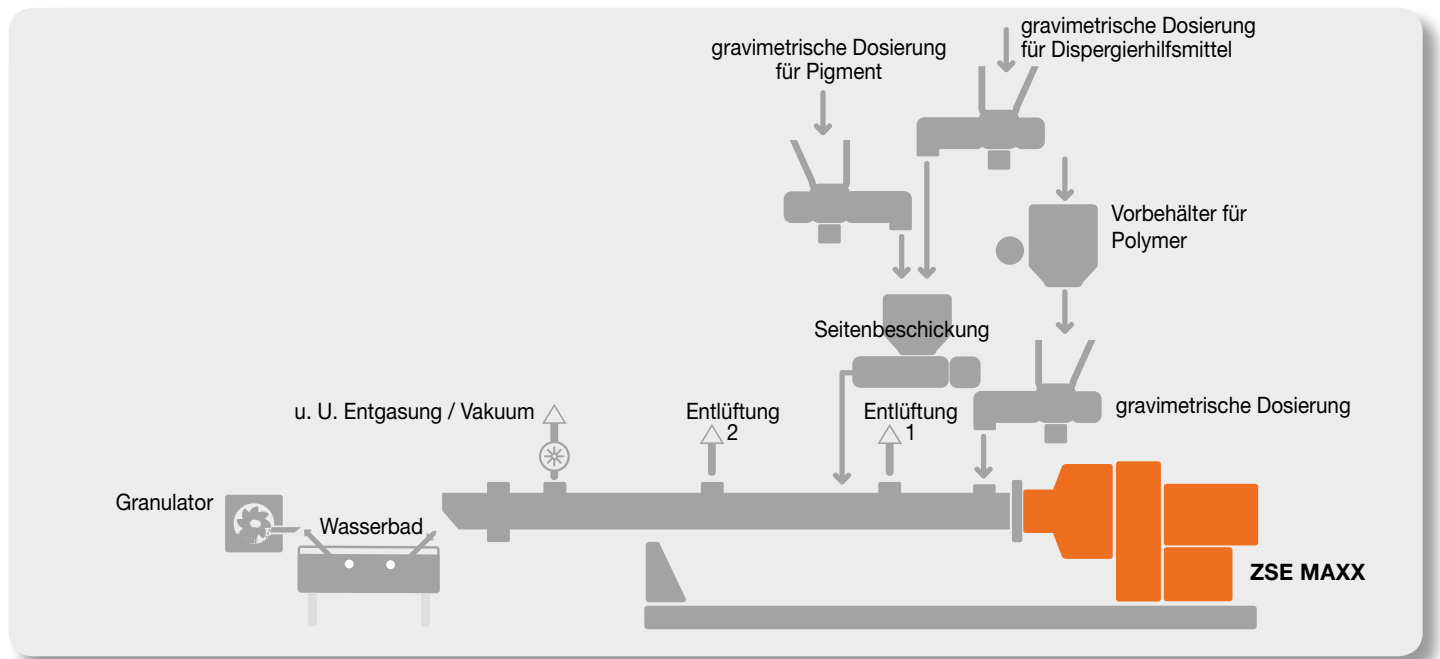 gravimetrische Dosierung
für Dispergierhilfsmittel
gravimetrische Dosierung
für Pigment
Vorbehälter für
Polymer
Seitenbeschickung
gravimetrische Dosierung
u. U. Entgasung / Vakuum
Entlüftung
2
Entlüftung
1
Granulator
Wasserbad
ZSE MAXX